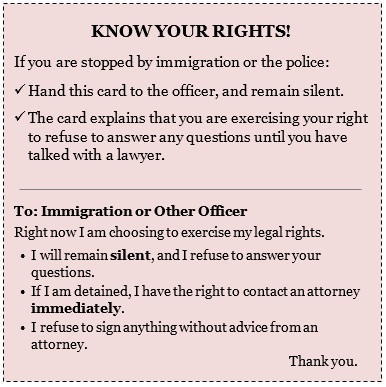 KNOW YOUR RIGHTS!
If you are stopped by immigration or the police:
✓ Hand this card to the officer, and remain silent.
✓ The card explains that you are exercising your right
to refuse to answer any questions until you have
talked with a lawyer.
To: Immigration or Other Officer
Right now I am choosing to exercise my legal rights.
• I will remain silent, and I refuse to answer your
questions.
• If I am detained, I have the right to contact an attorney
immediately.
• I refuse to sign anything without advice from an
attorney.
Thank you.